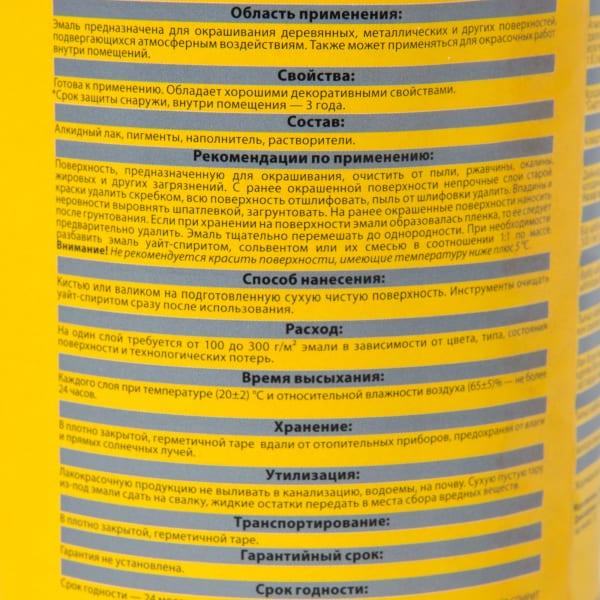 Область применения:
Эмаль предназначена для окрашивания деревянных, металлических и других поверхностей,
подвергающихся атмосферным воздействиям. Также может применяться для окрасочных работ
внутри помещений.
Свойства:
Готова к применению. Обладает хорошими декоративными свойствами.
*Срок защиты снаружи, внутри помещения — 3 года.
Состав:
Алкидный лак, пигменты, наполнитель, растворители.
Рекомендации по применению:
Поверхность, предназначенную для окрашивания, очистить от пыли, ржавчины, окалины,
жировых и других загрязнений. С ранее окрашенной поверхности непрочные слои старой
краски удалить скребком, всю поверхность отшлифовать, пыль от шлифовки удалить. Впадины и
неровности выровнять шпатлевкой, загрунтовать. На ранее окрашенные поверхности наносить
после грунтования. Если при хранении на поверхности эмали образовалась пленка, то ее следует
предварительно удалить. Эмаль тщательно перемешать до однородности. При необходимости
разбавить эмаль уайт-спиритом, сольвентом или их смесью в соотношении 1:1 по массе.
Внимание! Не рекомендуется красить поверхности, имеющие температуру ниже плюс 5°С.
Способ нанесения:
Кистью или валиком на подготовленную сухую чистую поверхность. Инструменты очищать
уайт-спиритом сразу после использования.
Расход:
На один слой требуется от 100 до 300 г/м² эмали в зависимости от цвета, типа, состояния
поверхности и технологических потерь.
Время высыхания:
Каждого слоя при температуре (20±2) °С и относительной влажности воздуха (65±5)% — не более
24 часов.
Хранение:
В плотно закрытой, герметичной таре вдали от отопительных приборов, предохраняя от влаги
и прямых солнечных лучей.
Утилизация:
Лакокрасочную продукцию не выливать в канализацию, водоемы, на почву. Сухую пустую тару
из-под эмали сдать на свалку, жидкие остатки передать в места сбора вредных веществ.
Транспортирование:
В плотно закрытой, герметичной таре.
Гарантийный срок:
Гарантия не установлена.
Срок годности:
Срок годности — 24